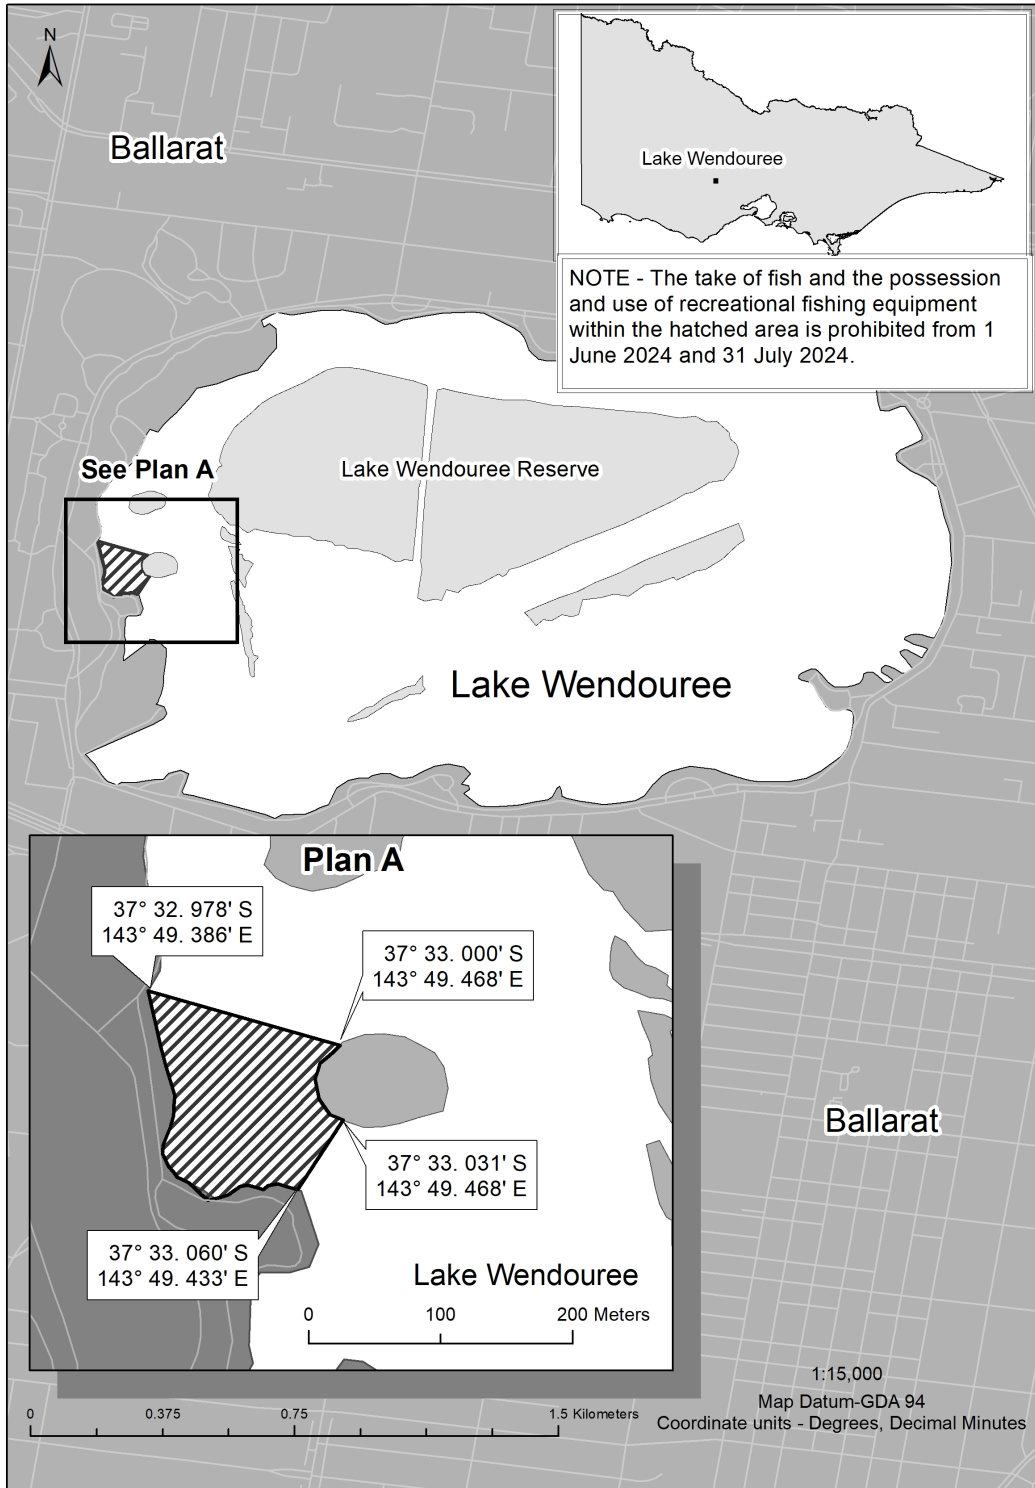 N
Ballarat
Lake Wendouree
NOTE - The take of fish and the possession
and use of recreational fishing equipment
within the hatched area is prohibited from 1
June 2024 and 31 July 2024.
See Plan A
Lake Wendouree Reserve
Lake Wendouree
Plan A
37° 32. 978' S
143° 49. 386' E
37° 33. 000' S
143° 49. 468' E
37° 33. 031' S
143° 49. 468' E
37° 33. 060' S
143° 49. 433' E
Lake Wendouree
0 100 200 Meters
Ballarat
1:15,000
Map Datum-GDA 94
Coordinate units - Degrees, Decimal Minutes
0 0.375 0.75 1.5 Kilometers